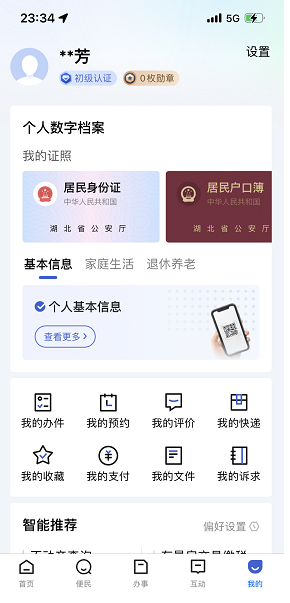 23:34
5G
**芳
设置
初级认证
0枚勋章
个人数字档案
我的证照
居民身份证
中华人民共和国
湖北省公安厅
居民户口簿
中华人民共和国
湖北省公安厅
基本信息 家庭生活 退休养老
个人基本信息
查看更多 >
我的办件 我的预约 我的评价 我的快递
我的收藏 我的支付 我的文件 我的诉求
智能推荐
偏好设置
首页 便民 办事 互动 我的